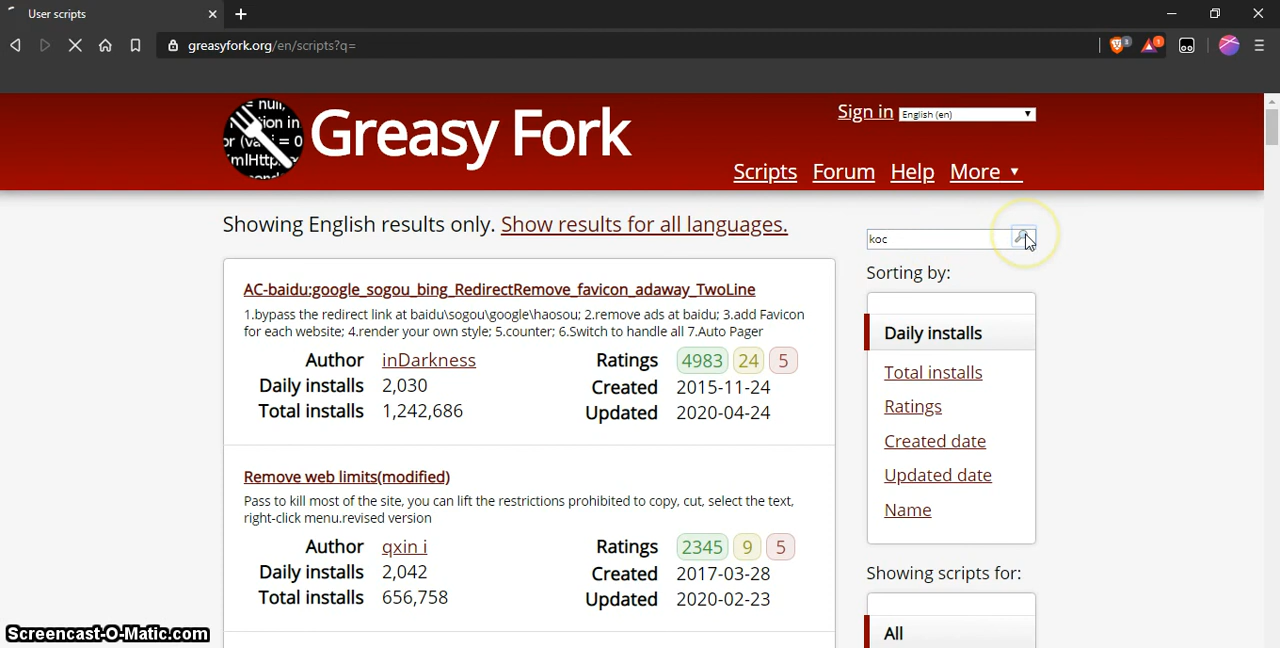 User scripts
greasyfork.org/en/scripts?q=
Greasy Fork
Sign in
English (en)
Scripts Forum Help More ▼
Showing English results only. Show results for all languages.
koc
Sorting by:
Daily installs
Total installs
Ratings
Created date
Updated date
Name
Showing scripts for:
All
AC-baidu:google_sogou_bing_RedirectRemove_favicon_adaway_TwoLine
1.bypass the redirect link at baidu\sogou\google\haosou; 2.remove ads at baidu; 3.add Favicon
for each website; 4.render your own style; 5.counter; 6.Switch to handle all 7.Auto Pager
Author inDarkness Ratings 4983 24 5
Daily installs 2,030 Created 2015-11-24
Total installs 1,242,686 Updated 2020-04-24
Remove web limits(modified)
Pass to kill most of the site, you can lift the restrictions prohibited to copy, cut, select the text,
right-click menu.revised version
Author qxin i Ratings 2345 9 5
Daily installs 2,042 Created 2017-03-28
Total installs 656,758 Updated 2020-02-23
Screencast-O-Matic.com